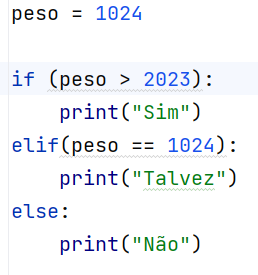 peso = 1024
if (peso > 2023):
    print("Sim")
elif(peso == 1024):
    print("Talvez")
else:
    print("Não")